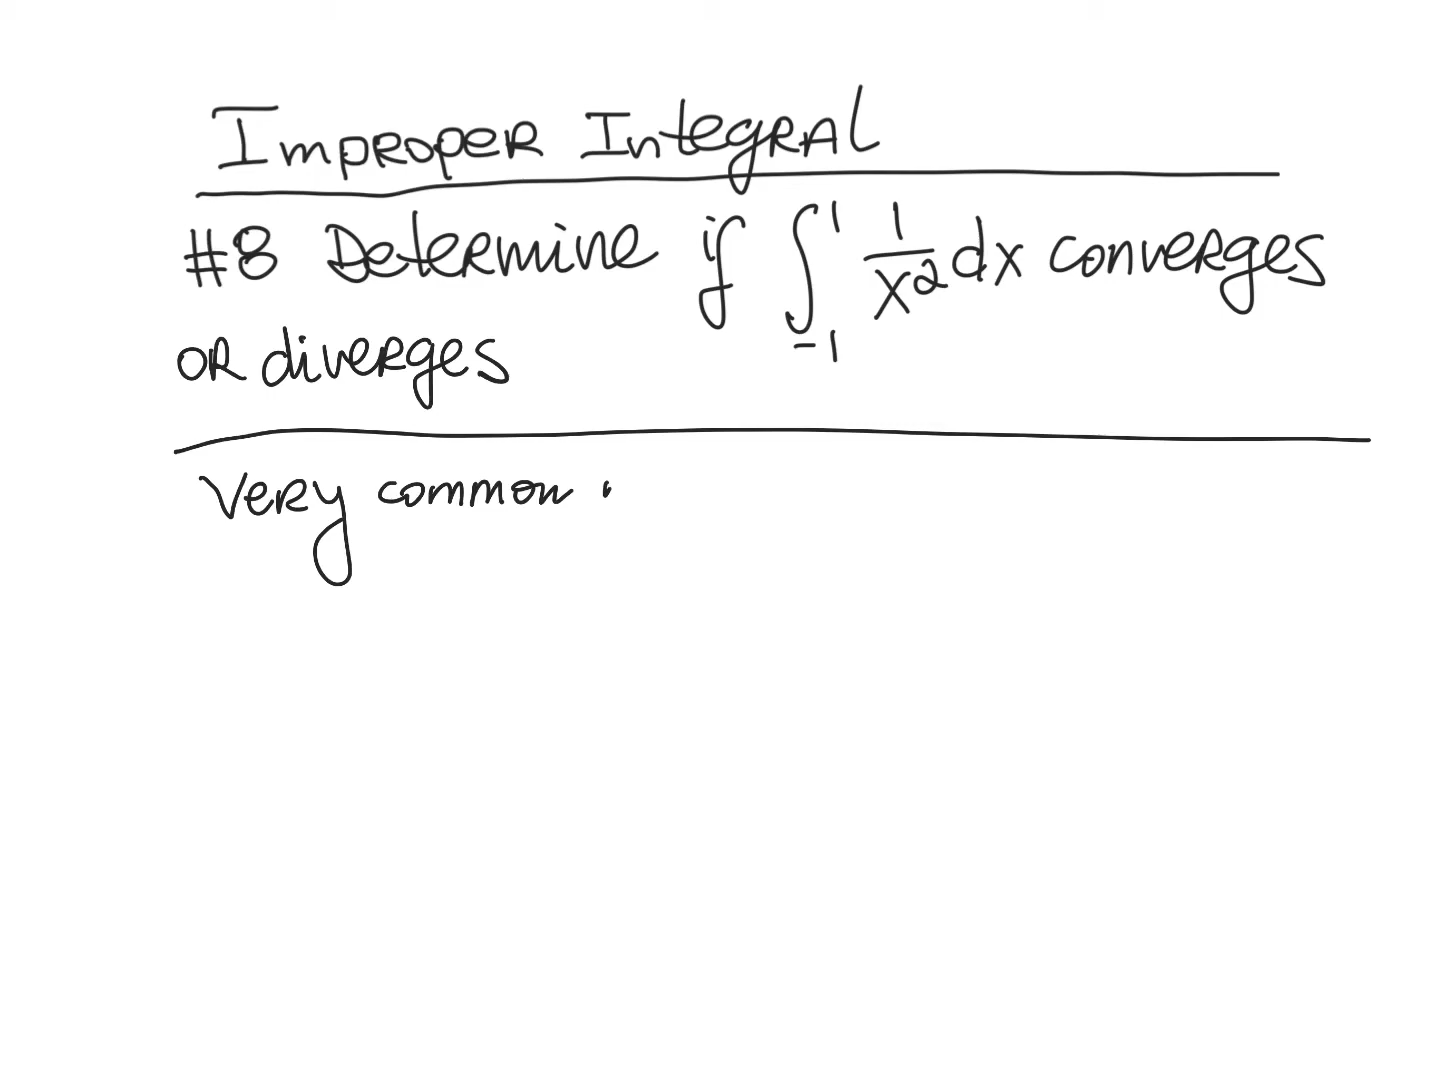 Improper Integral
#8 Determine if ∫₋₁¹ 1/x² dx converges
or diverges
Very common